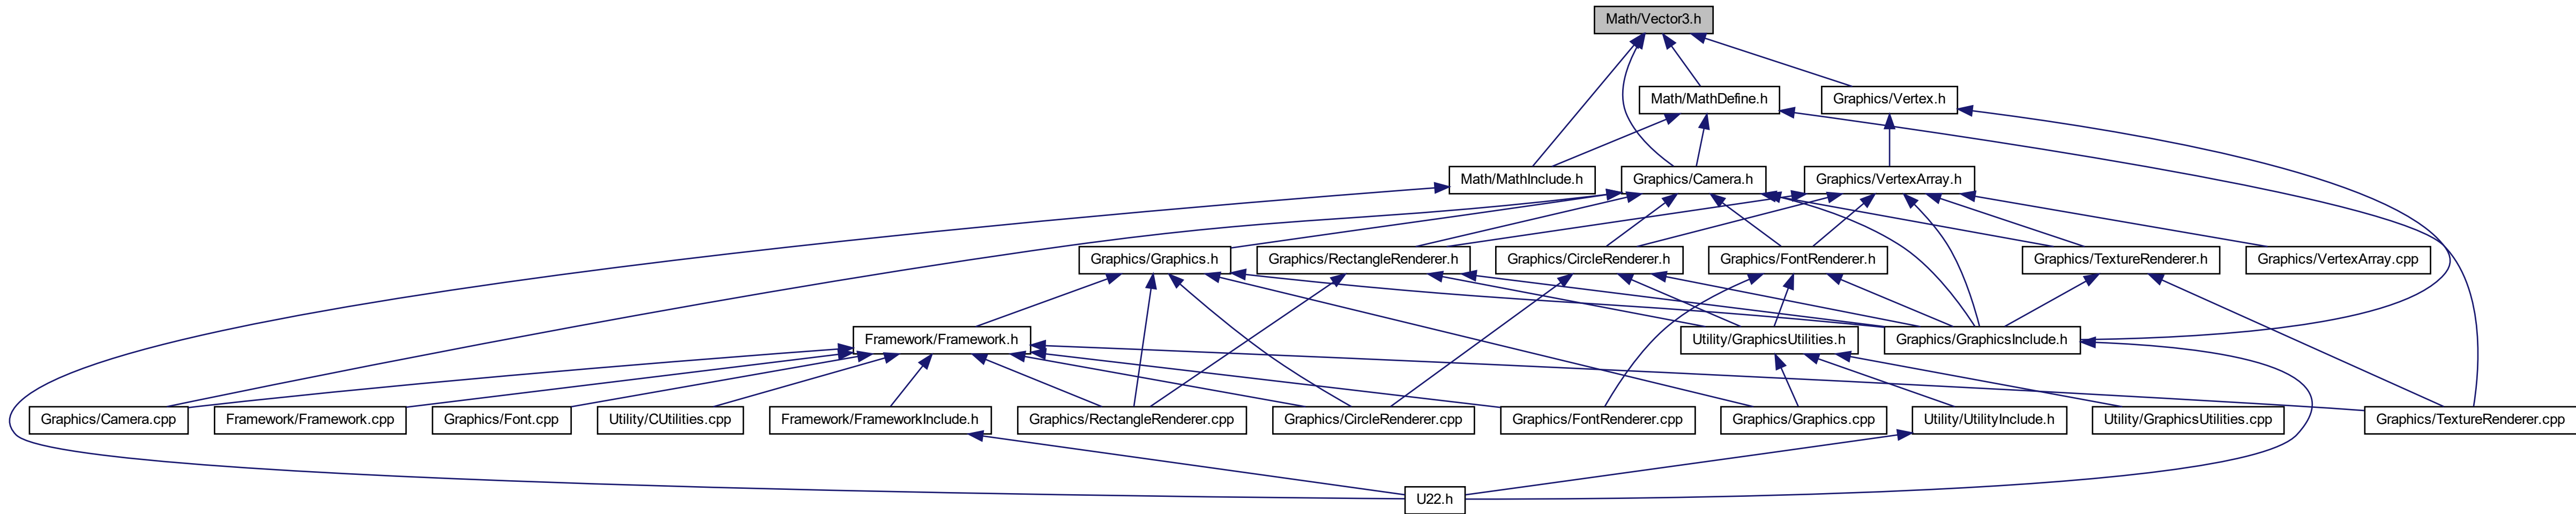 Math/Vector3.h
Math/MathDefine.h
Graphics/Vertex.h
Math/MathInclude.h
Graphics/Camera.h
Graphics/VertexArray.h
Graphics/Graphics.h
Graphics/RectangleRenderer.h
Graphics/CircleRenderer.h
Graphics/FontRenderer.h
Graphics/TextureRenderer.h
Graphics/VertexArray.cpp
Framework/Framework.h
Utility/GraphicsUtilities.h
Graphics/GraphicsInclude.h
Graphics/Camera.cpp
Framework/Framework.cpp
Graphics/Font.cpp
Utility/CUtilities.cpp
Framework/FrameworkInclude.h
Graphics/RectangleRenderer.cpp
Graphics/CircleRenderer.cpp
Graphics/FontRenderer.cpp
Graphics/Graphics.cpp
Utility/UtilityInclude.h
Utility/GraphicsUtilities.cpp
Graphics/TextureRenderer.cpp
U22.h